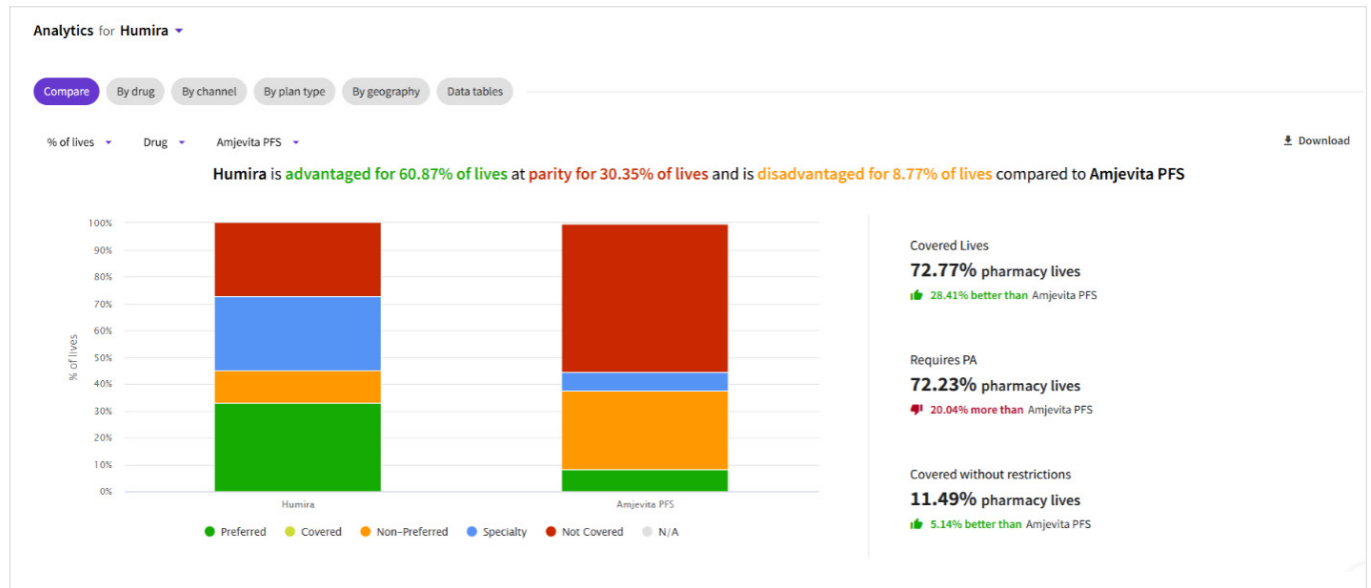 Analytics for Humira
Compare By drug By channel By plan type By geography Data tables
% of lives Drug Amjevita PFS Download
Humira is advantaged for 60.87% of lives at parity for 30.35% of lives and is disadvantaged for 8.77% of lives compared to Amjevita PFS
100%
90%
80%
70%
60%
50%
40%
30%
20%
10%
0%
% of lives
Humira Amjevita PFS
Preferred Covered Non-Preferred Specialty Not Covered N/A
Covered Lives
72.77% pharmacy lives
28.41% better than Amjevita PFS
Requires PA
72.23% pharmacy lives
20.04% more than Amjevita PFS
Covered without restrictions
11.49% pharmacy lives
5.14% better than Amjevita PFS